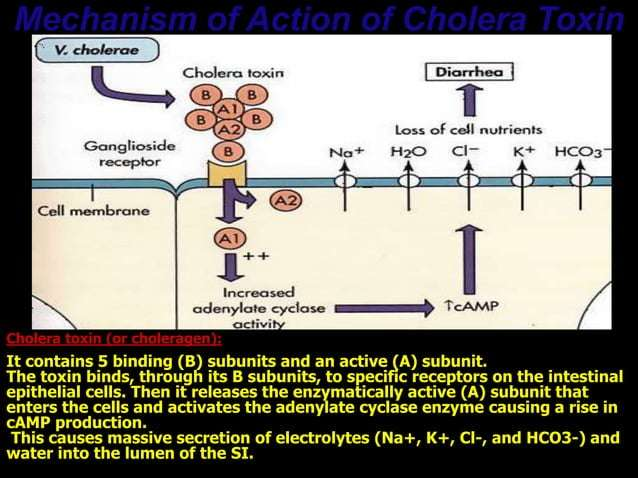 Mechanism of Action of Cholera Toxin
V. cholerae
Cholera toxin
B
B
A1
B
B
A2
B
Ganglioside
receptor
Cell membrane
A2
A1
++
Increased
adenylate cyclase
activity
↑cAMP
Diarrhea
Loss of cell nutrients
Na+ H2O Cl− K+ HCO3−
Cholera toxin (or choleragen):
It contains 5 binding (B) subunits and an active (A) subunit.
The toxin binds, through its B subunits, to specific receptors on the intestinal
epithelial cells. Then it releases the enzymatically active (A) subunit that
enters the cells and activates the adenylate cyclase enzyme causing a rise in
cAMP production.
This causes massive secretion of electrolytes (Na+, K+, Cl-, and HCO3-) and
water into the lumen of the SI.